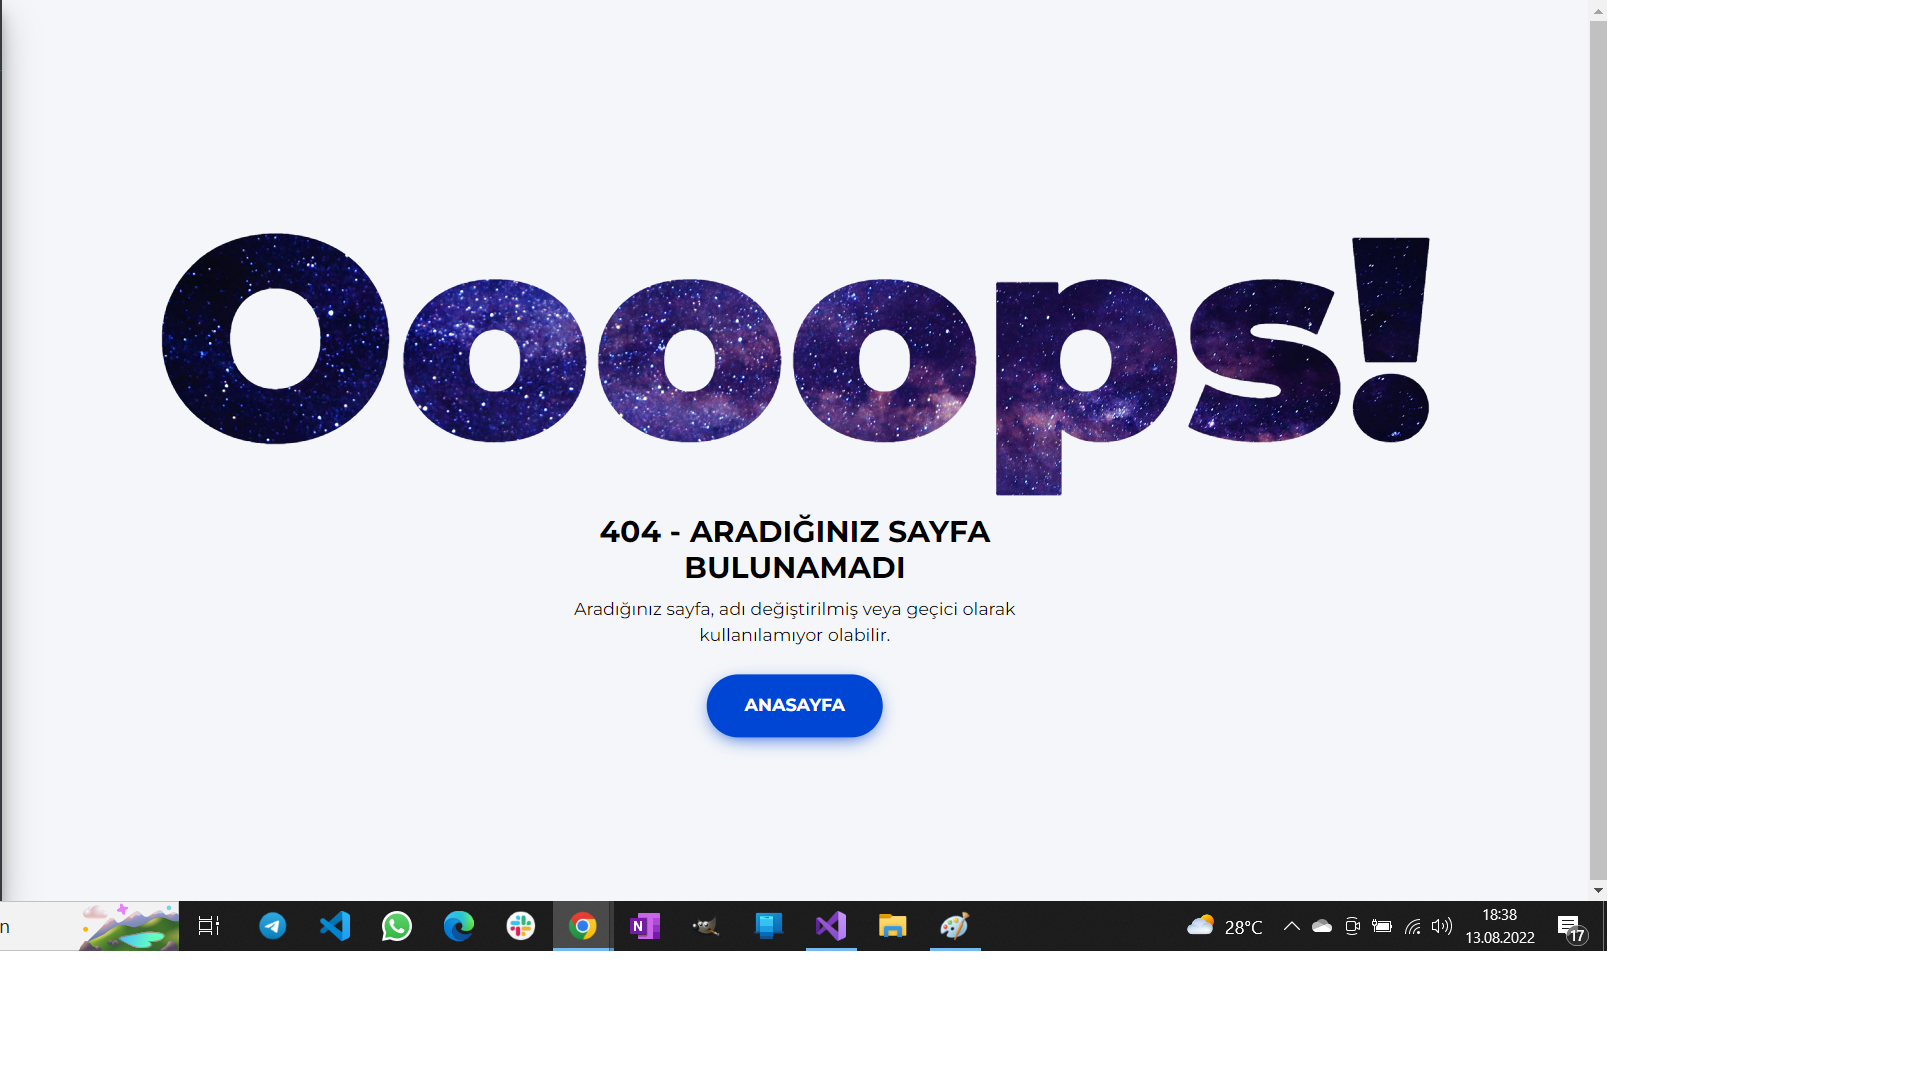 Oooops!
404 - ARADIĞINIZ SAYFA
BULUNAMADI
Aradığınız sayfa, adı değiştirilmiş veya geçici olarak
kullanılamıyor olabilir.
ANASAYFA
n
N
28°C
18:38
13.08.2022
17